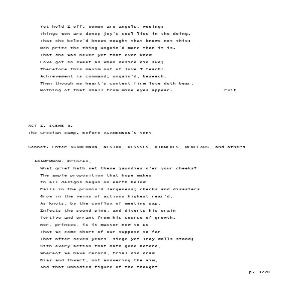 Yet hold I off. Women are angels, wooing:
Things won are done; joy's soul lies in the doing.
That she belov'd knows nought that knows not this:
Men prize the thing ungain'd more than it is.
That she was never yet that ever knew
Love got so sweet as when desire did sue;
Therefore this maxim out of love I teach:
Achievement is command; ungain'd, beseech.
Then though my heart's content firm love doth bear,
Nothing of that shall from mine eyes appear. Exit
ACT I. SCENE 3.
The Grecian camp. Before AGAMEMNON'S tent
Sennet. Enter AGAMEMNON, NESTOR, ULYSSES, DIOMEDES, MENELAUS, and others
AGAMEMNON. Princes,
What grief hath set these jaundies o'er your cheeks?
The ample proposition that hope makes
In all designs begun on earth below
Fails in the promis'd largeness; checks and disasters
Grow in the veins of actions highest rear'd,
As knots, by the conflux of meeting sap,
Infects the sound pine, and diverts his grain
Tortive and errant from his course of growth.
Nor, princes, is it matter new to us
That we come short of our suppose so far
That after seven years' siege yet Troy walls stand;
Sith every action that hath gone before,
Whereof we have record, trial did draw
Bias and thwart, not answering the aim,
And that unbodied figure of the thought
p.